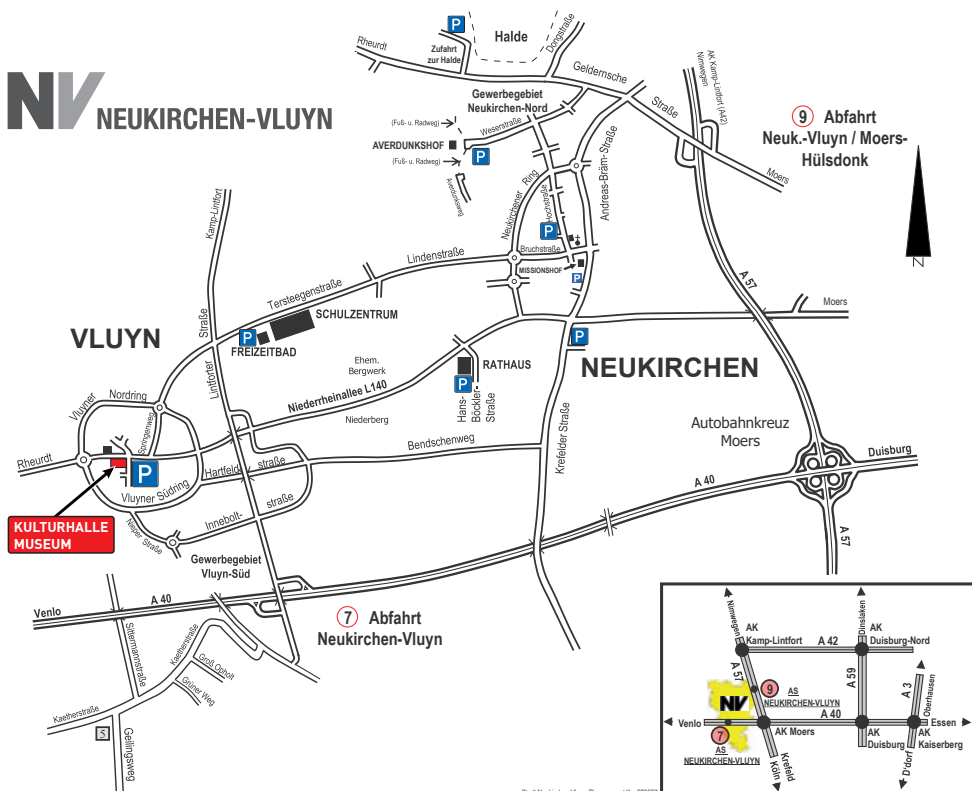 NV NEUKIRCHEN-VLUYN
P
Halde
Zufahrt
zur Halde
Rheurdt
Dongstraße
Geldernsche
Straße
AK Kamp-Lintfort (A42)
Nimwegen
Gewerbegebiet
Neukirchen-Nord
(Fuß- u. Radweg)
Weserstraße
AVERDUNKSHOF
P
(Fuß- u. Radweg)
Averdunksweg
9 Abfahrt
Neuk.-Vluyn / Moers-
Hülsdonk
Moers
Andreas-Bräm-Straße
Neukirchener Ring
Hochstraße
P
Bruchstraße
MISSIONSHOF
P
N
Kamp-Lintfort
Lindenstraße
Tersteegenstraße
A 57
Moers
SCHULZENTRUM
P
FREIZEITBAD
VLUYN
Lintforter
Straße
Ehem.
Bergwerk
Niederberg
Niederrheinallee L140
RATHAUS
P
Hans-
Böckler-
Straße
P
NEUKIRCHEN
Krefelder Straße
Bendschenweg
Autobahnkreuz
Moers
Duisburg
A 40
A 57
Vluyner
Nordring
Springenweg
Rheurdt
P
Hartfeld
straße
Vluyner Südring
KULTURHALLE
MUSEUM
Nieper Straße
Innebolt-
straße
Gewerbegebiet
Vluyn-Süd
Venlo
A 40
7 Abfahrt
Neukirchen-Vluyn
Sittermannstraße
Kaetherstraße
Groß Opholt
Grüner Weg
Kaetherstraße
5
Geilingsweg
Nimwegen
AK
Kamp-Lintfort
A 42
Dinslaken
AK
Duisburg-Nord
A 57
9
AS
NEUKIRCHEN-VLUYN
A 59
A 3
Oberhausen
NV
Venlo
A 40
Essen
7
AS
NEUKIRCHEN-VLUYN
AK Moers
AK
Duisburg
AK
Kaiserberg
Köln
Krefeld
D'dorf